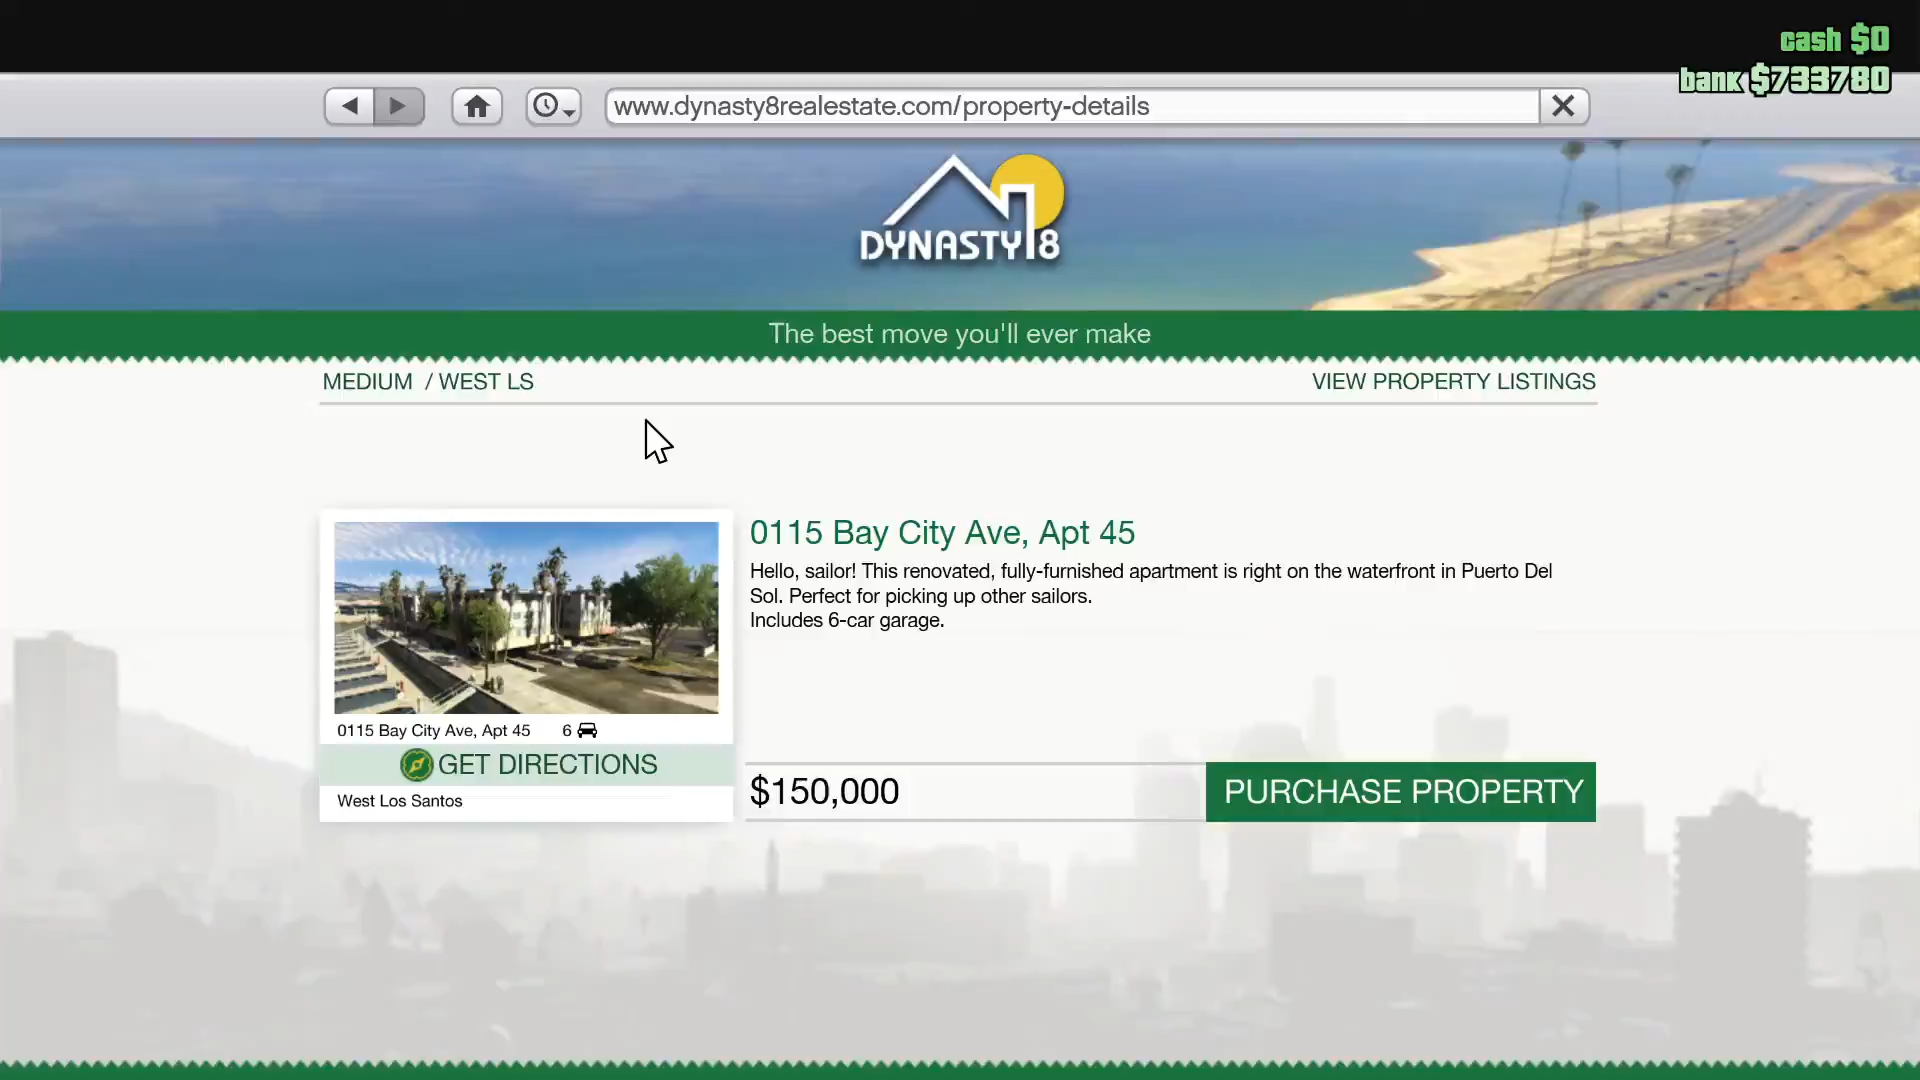 cash $0
bank $733780
www.dynasty8realestate.com/property-details
DYNASTY 8
The best move you'll ever make
MEDIUM / WEST LS
VIEW PROPERTY LISTINGS
0115 Bay City Ave, Apt 45
Hello, sailor! This renovated, fully-furnished apartment is right on the waterfront in Puerto Del
Sol. Perfect for picking up other sailors.
Includes 6-car garage.
0115 Bay City Ave, Apt 45 6
GET DIRECTIONS
West Los Santos
$150,000
PURCHASE PROPERTY